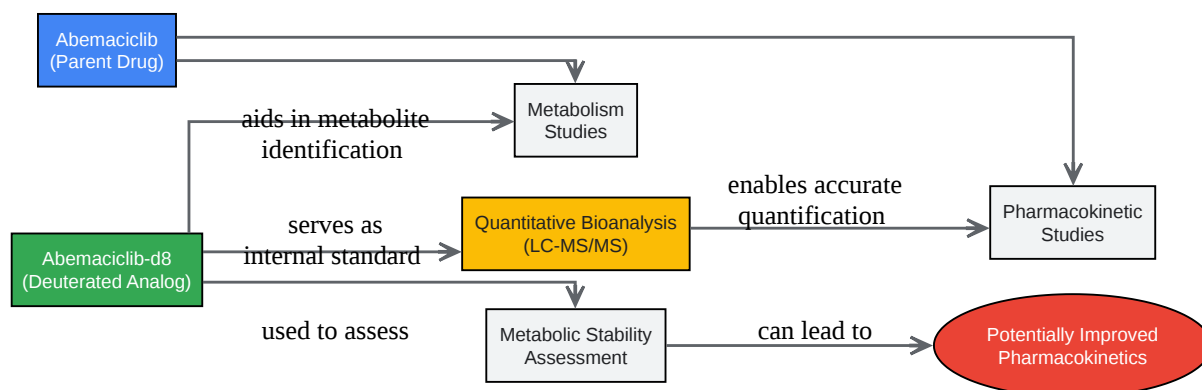 Abemaciclib
(Parent Drug)
Metabolism
Studies
aids in metabolite
identification
enables accurate
quantification
Pharmacokinetic
Studies
serves as
internal standard
Quantitative Bioanalysis
(LC-MS/MS)
Abemaciclib-d8
(Deuterated Analog)
used to assess
Metabolic Stability
Assessment
can lead to
Potentially Improved
Pharmacokinetics